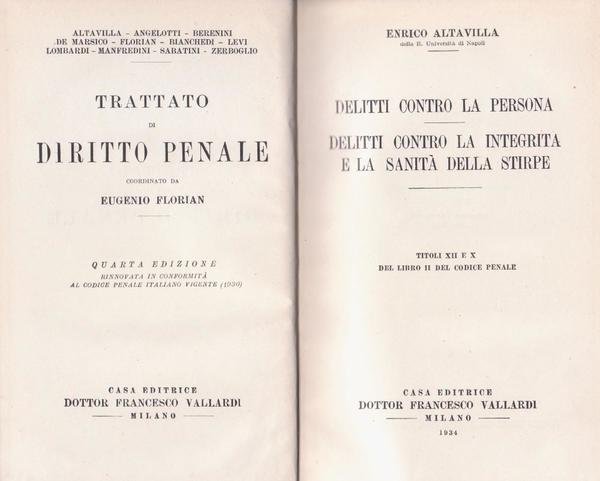 ALTAVILLA - ANGELOTTI - BERENINI
DE MARSICO - FLORIAN - BIANCHEDI - LEVI
LOMBARDI - MANFREDINI - SABATINI - ZERBOGLIO
TRATTATO
DI
DIRITTO PENALE
COORDINATO DA
EUGENIO FLORIAN
QUARTA EDIZIONE
RINNOVATA IN CONFORMITÀ
AL CODICE PENALE ITALIANO VIGENTE (1930)
CASA EDITRICE
DOTTOR FRANCESCO VALLARDI
MILANO
ENRICO ALTAVILLA
della R. Università di Napoli
DELITTI CONTRO LA PERSONA
DELITTI CONTRO LA INTEGRITA
E LA SANITÀ DELLA STIRPE
TITOLI XII E X
DEL LIBRO II DEL CODICE PENALE
CASA EDITRICE
DOTTOR FRANCESCO VALLARDI
MILANO
1934